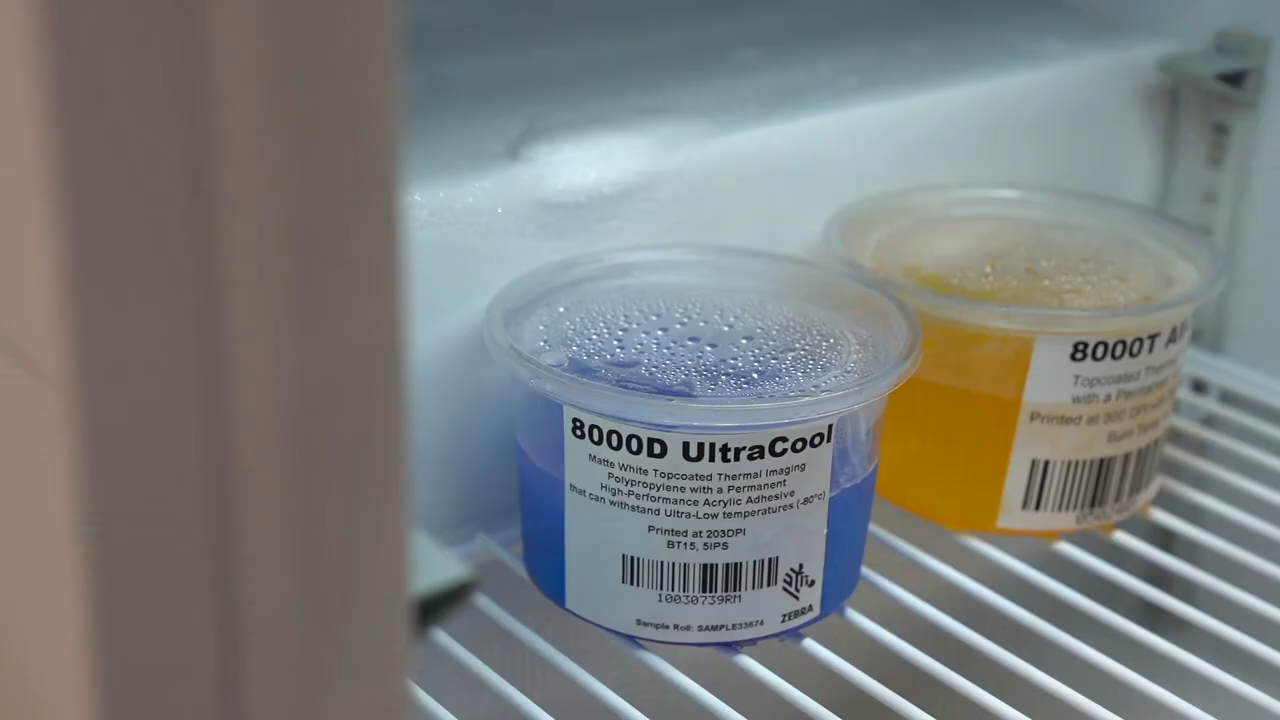 8000D UltraCool
Matte White Topcoated Thermal Imaging
Polypropylene with a Permanent
High-Performance Acrylic Adhesive
that can withstand Ultra-Low temperatures (-80°c)
Printed at 203DPI
BT15, 5IPS
10030739RM
ZEBRA
Sample Roll: SAMPLE33674
8000T
Topcoated
with a
Printed at 300